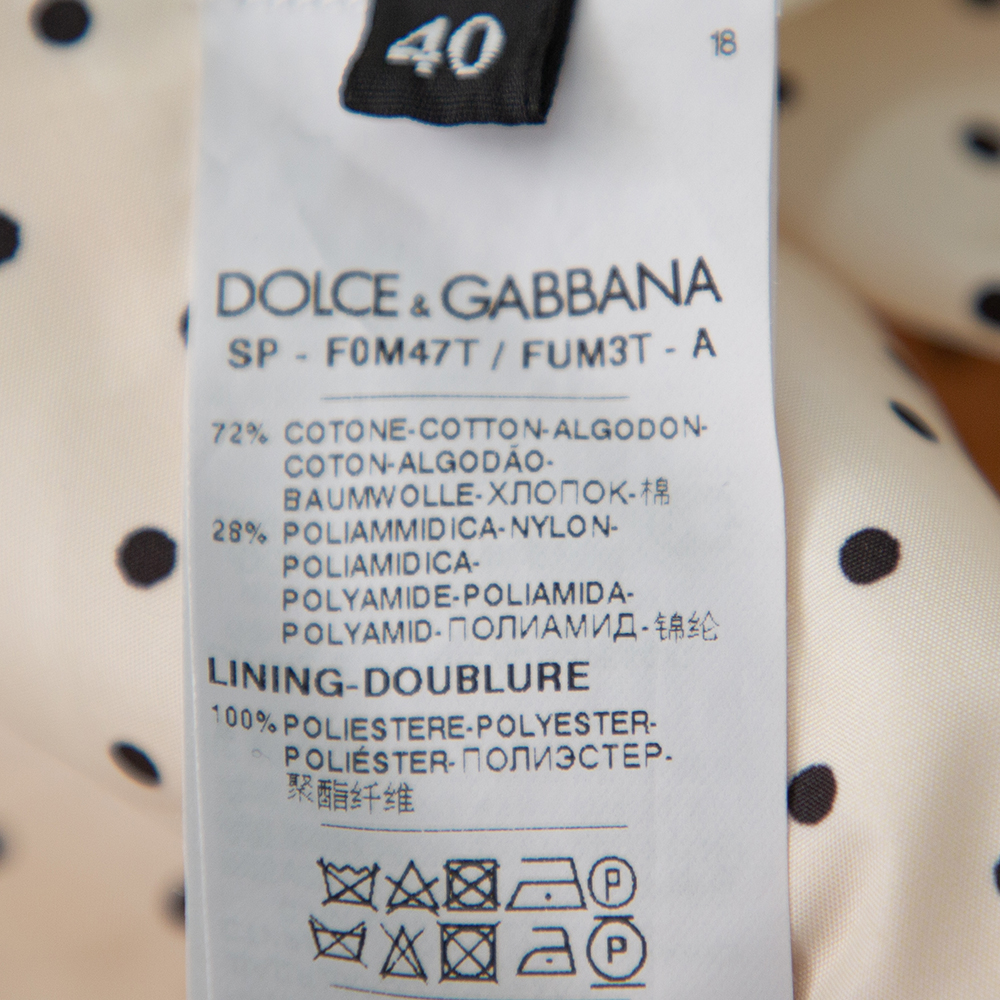 40
18
DOLCE & GABBANA
SP - F0M47T / FUM3T - A
72% COTONE-COTTON-ALGODON-
COTON-ALGODÃO-
BAUMWOLLE-ХЛОПОК-棉
28% POLIAMMIDICA-NYLON-
POLIAMIDICA-
POLYAMIDE-POLIAMIDA-
POLYAMID-ПОЛИАМИД-锦纶
LINING-DOUBLURE
100% POLIESTERE-POLYESTER-
POLIÉSTER-ПОЛИЭСТЕР-
聚酯纤维
P
P